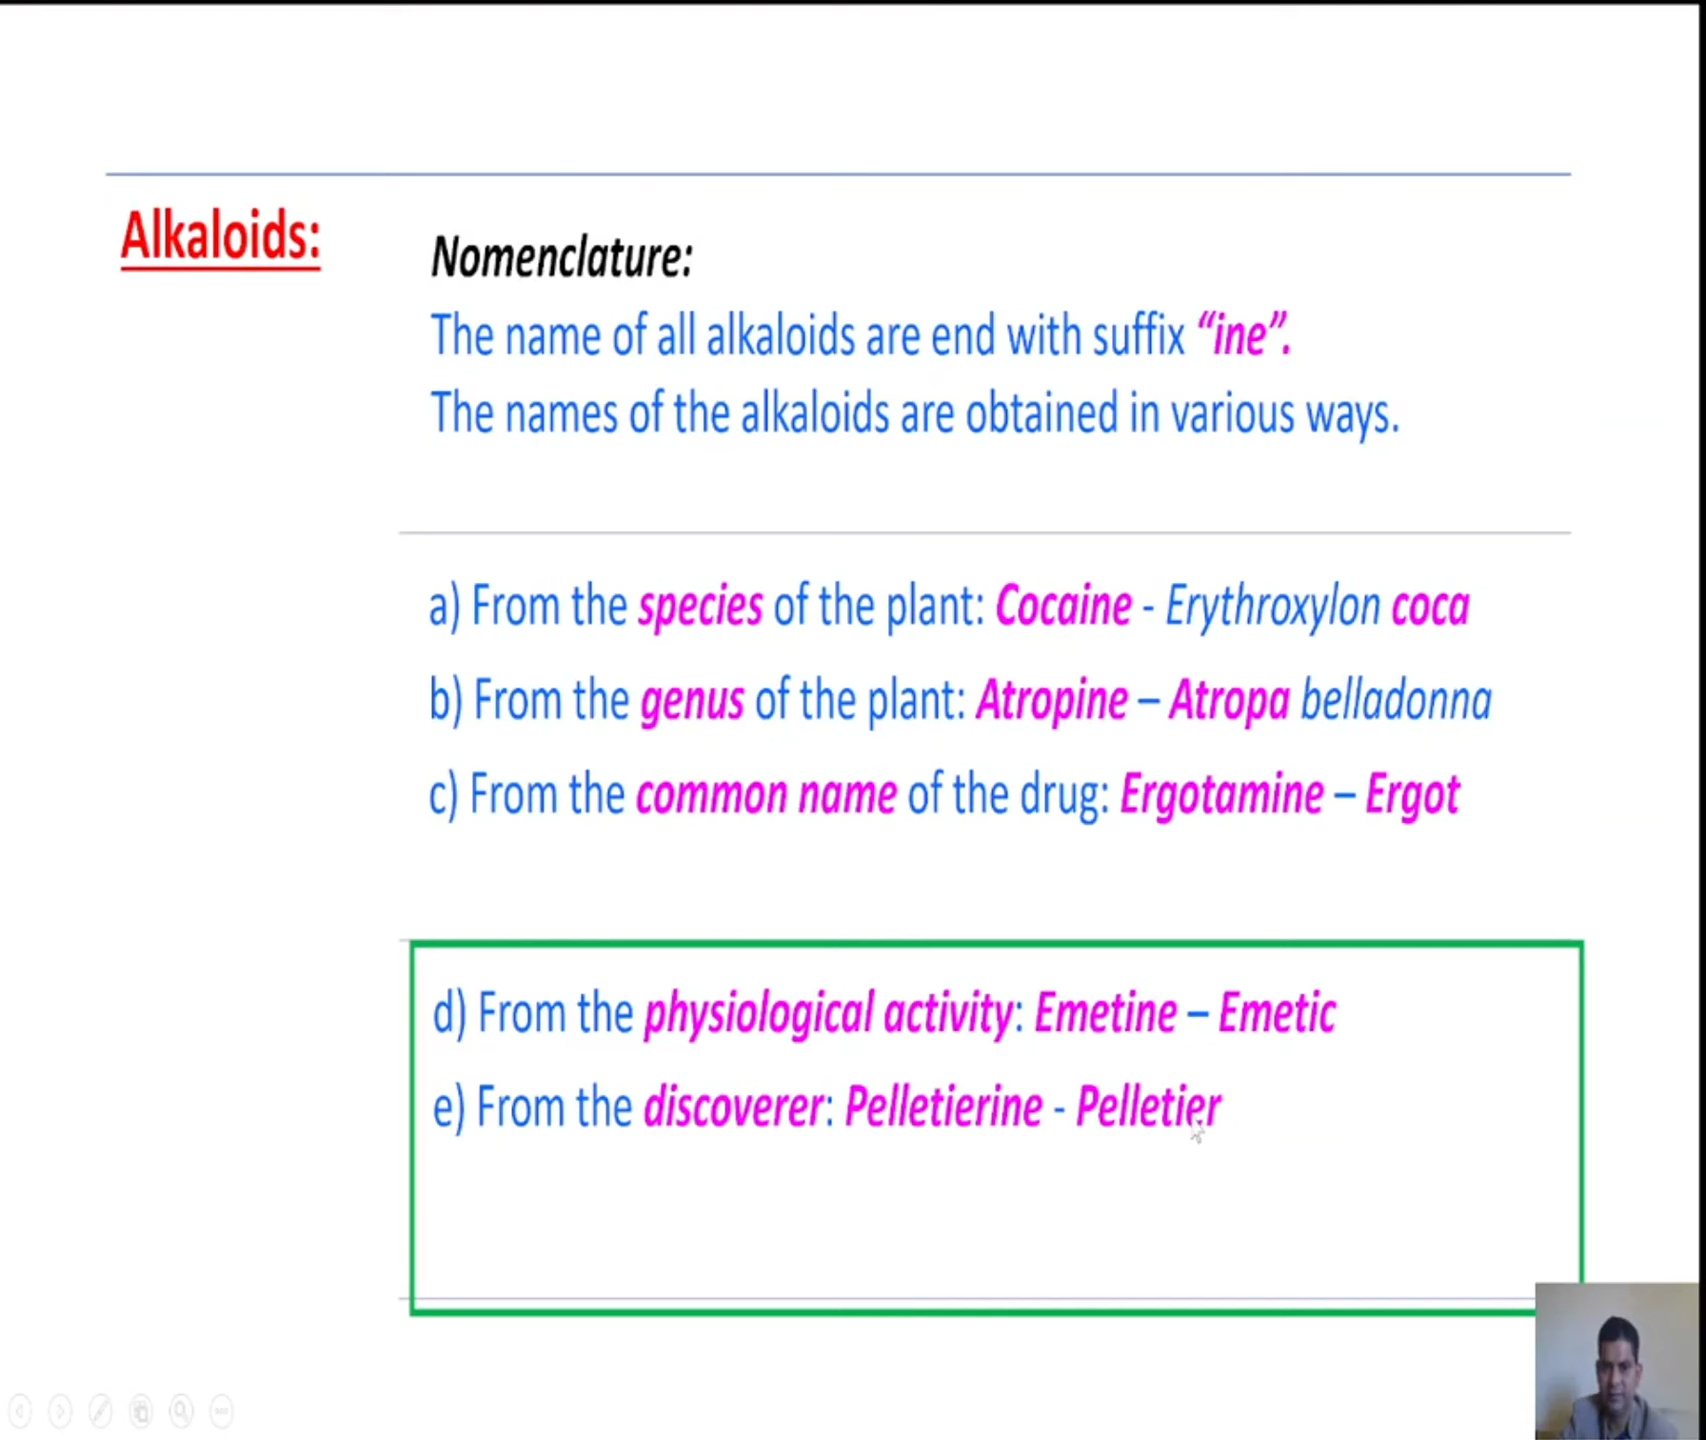 Alkaloids:
Nomenclature:
The name of all alkaloids are end with suffix “ine”.
The names of the alkaloids are obtained in various ways.
a) From the species of the plant: Cocaine - Erythroxylon coca
b) From the genus of the plant: Atropine – Atropa belladonna
c) From the common name of the drug: Ergotamine – Ergot
d) From the physiological activity: Emetine – Emetic
e) From the discoverer: Pelletierine - Pelletier